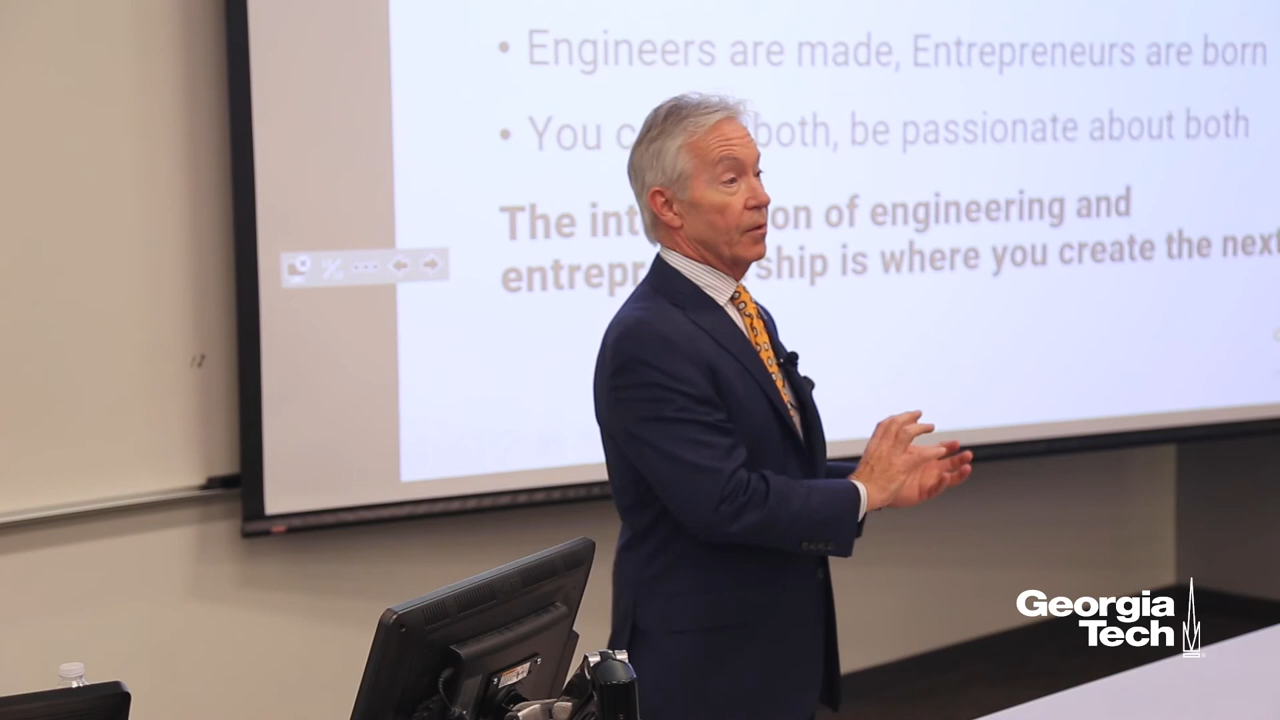 • Engineers are made, Entrepreneurs are born
• You c both, be passionate about both
The int on of engineering and
entrepr ship is where you create the next
Georgia
Tech